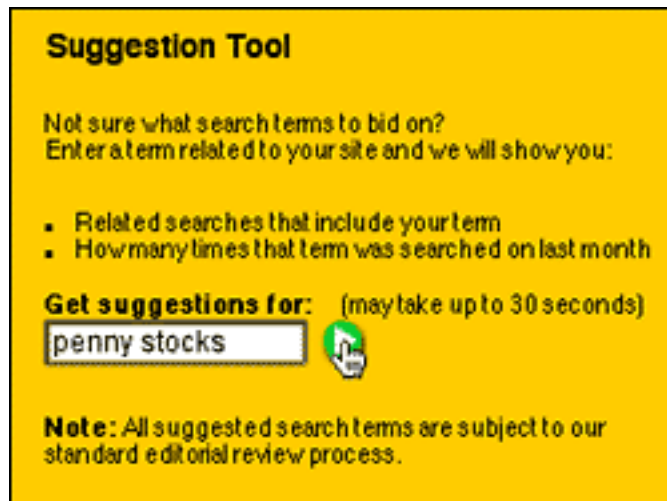 Suggestion Tool
Not sure what search terms to bid on?
Enter a term related to your site and we will show you:
Related searches that include your term
How many times that term was searched on last month
Get suggestions for: (may take up to 30 seconds)
penny stocks
Note: All suggested search terms are subject to our
standard editorial review process.